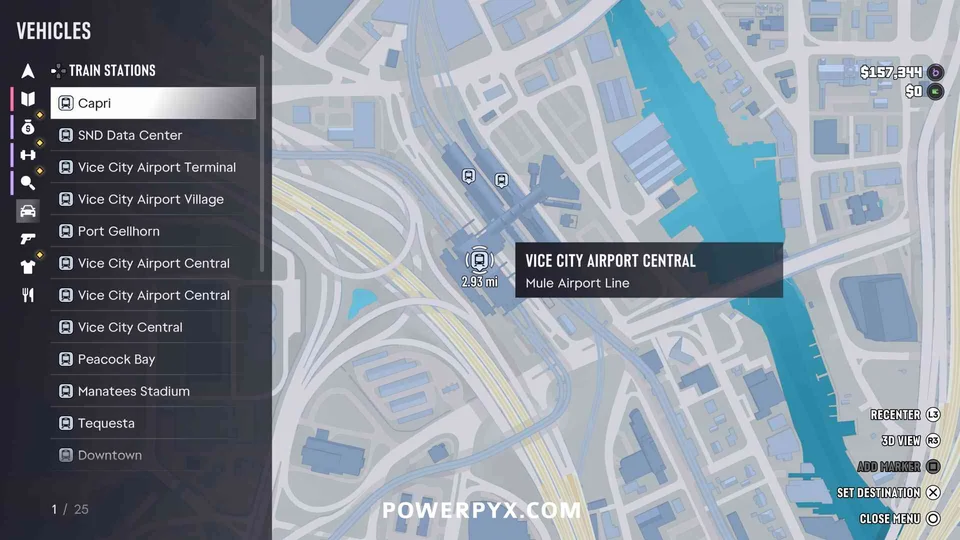 VEHICLES
TRAIN STATIONS
Capri
SND Data Center
Vice City Airport Terminal
Vice City Airport Village
Port Gellhorn
Vice City Airport Central
Vice City Airport Central
Vice City Central
Peacock Bay
Manatees Stadium
Tequesta
Downtown
1 / 25
$157,344
$0
VICE CITY AIRPORT CENTRAL
Mule Airport Line
2.93 mi
RECENTER L3
3D VIEW R3
ADD MARKER
SET DESTINATION
CLOSE MENU
POWERPYX.COM